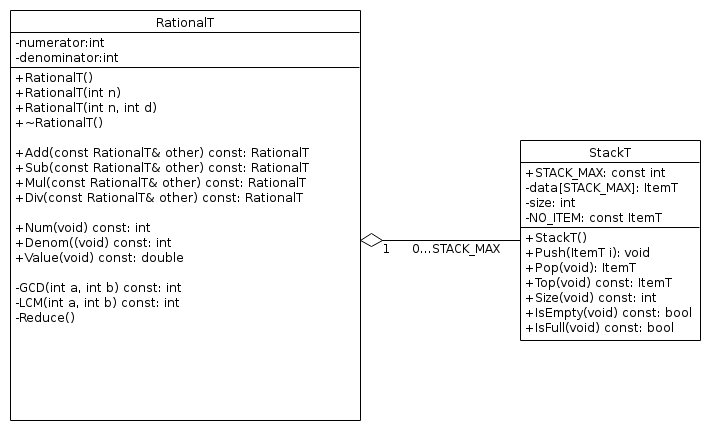 RationalT
-numerator:int
-denominator:int
+RationalT()
+RationalT(int n)
+RationalT(int n, int d)
+~RationalT()
+Add(const RationalT& other) const: RationalT
+Sub(const RationalT& other) const: RationalT
+Mul(const RationalT& other) const: RationalT
+Div(const RationalT& other) const: RationalT
+Num(void) const: int
+Denom((void) const: int
+Value(void) const: double
-GCD(int a, int b) const: int
-LCM(int a, int b) const: int
-Reduce()
1 0...STACK_MAX
StackT
+STACK_MAX: const int
-data[STACK_MAX]: ItemT
-size: int
-NO_ITEM: const ItemT
+StackT()
+Push(ItemT i): void
+Pop(void): ItemT
+Top(void) const: ItemT
+Size(void) const: int
+IsEmpty(void) const: bool
+IsFull(void) const: bool